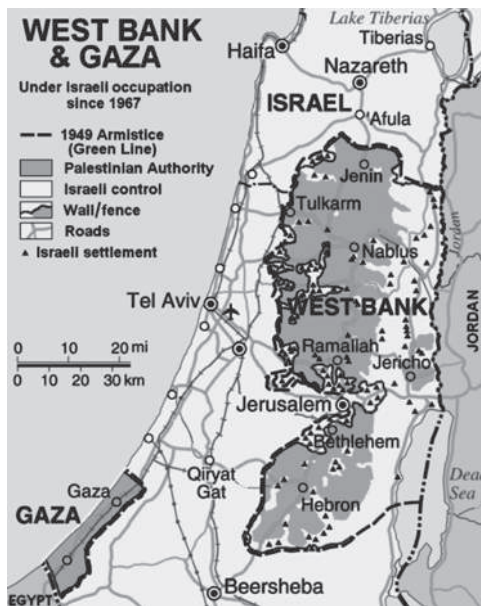 WEST BANK
& GAZA
Under Israeli occupation
since 1967
1949 Armistice
(Green Line)
Palestinian Authority
Israeli control
Wall/fence
Roads
Israeli settlement
Lake Tiberias
Tiberias
Haifa
Nazareth
ISRAEL
Afula
Jenin
Tulkarm
Nablus
Jordan
Tel Aviv
WEST BANK
JORDAN
0 10 20 mi
0 10 20 30 km
Ramallah
Jericho
Jerusalem
Bethlehem
Qiryat
Gat
Dead
Sea
Gaza
GAZA
Hebron
EGYPT
Beersheba